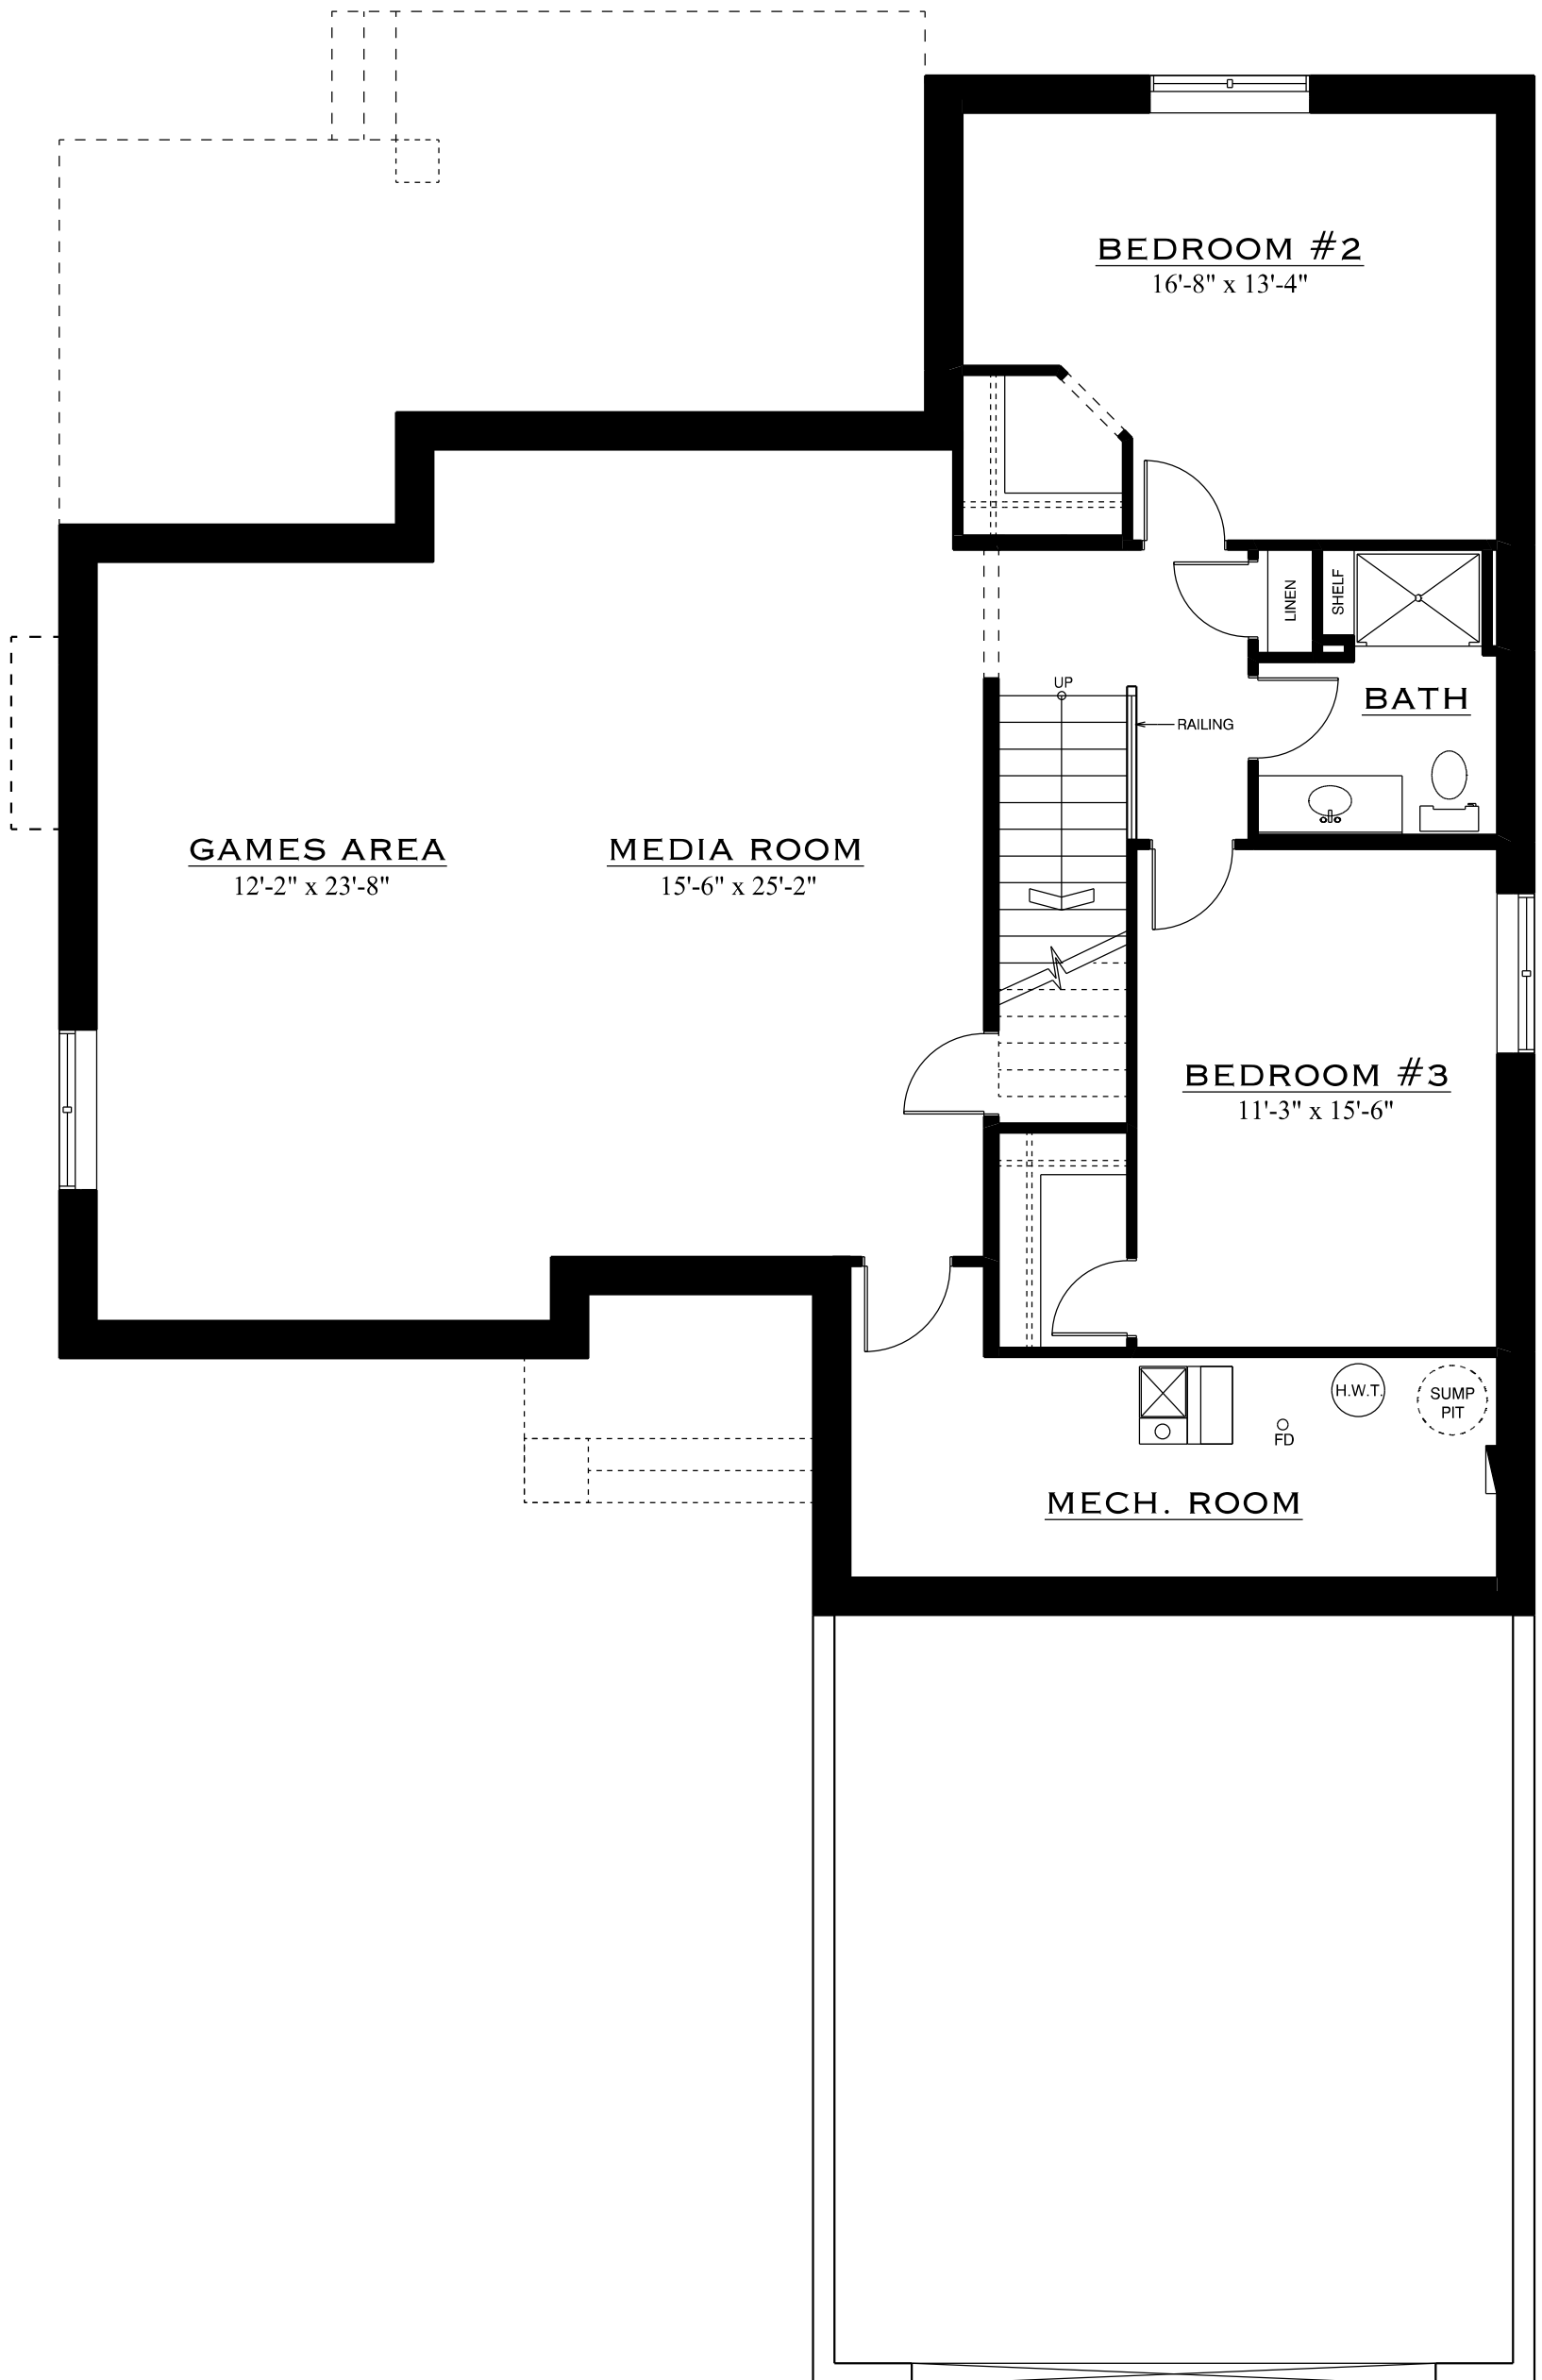 BEDROOM #2
16'-8" x 13'-4"
LINEN
SHELF
UP
RAILING
BATH
GAMES AREA
12'-2" x 23'-8"
MEDIA ROOM
15'-6" x 25'-2"
BEDROOM #3
11'-3" x 15'-6"
H.W.T.
SUMP
PIT
FD
MECH. ROOM